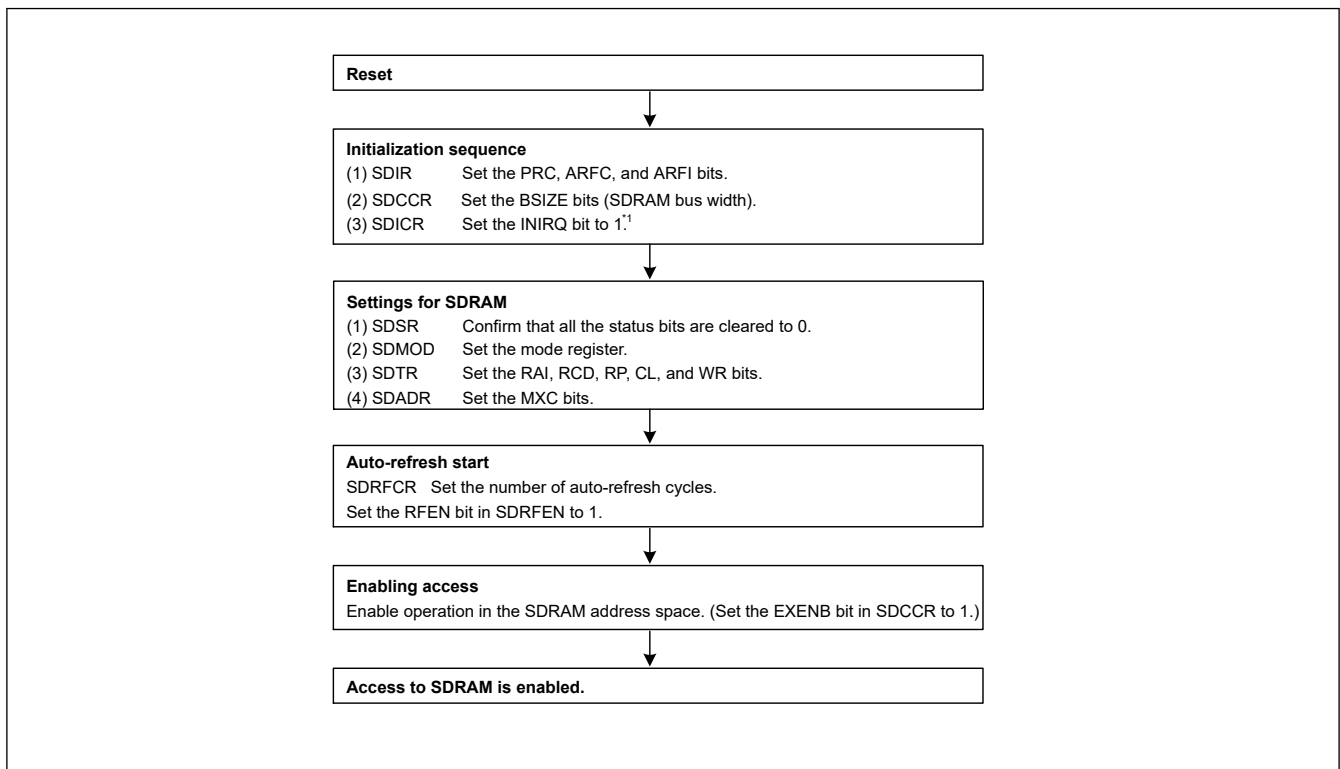 Reset
Initialization sequence
(1) SDIR Set the PRC, ARFC, and ARFI bits.
(2) SDCCR Set the BSIZE bits (SDRAM bus width).
(3) SDICR Set the INIRQ bit to 1.*1
Settings for SDRAM
(1) SDSR Confirm that all the status bits are cleared to 0.
(2) SDMOD Set the mode register.
(3) SDTR Set the RAI, RCD, RP, CL, and WR bits.
(4) SDADR Set the MXC bits.
Auto-refresh start
SDRFCR Set the number of auto-refresh cycles.
Set the RFEN bit in SDRFEN to 1.
Enabling access
Enable operation in the SDRAM address space. (Set the EXENB bit in SDCCR to 1.)
Access to SDRAM is enabled.